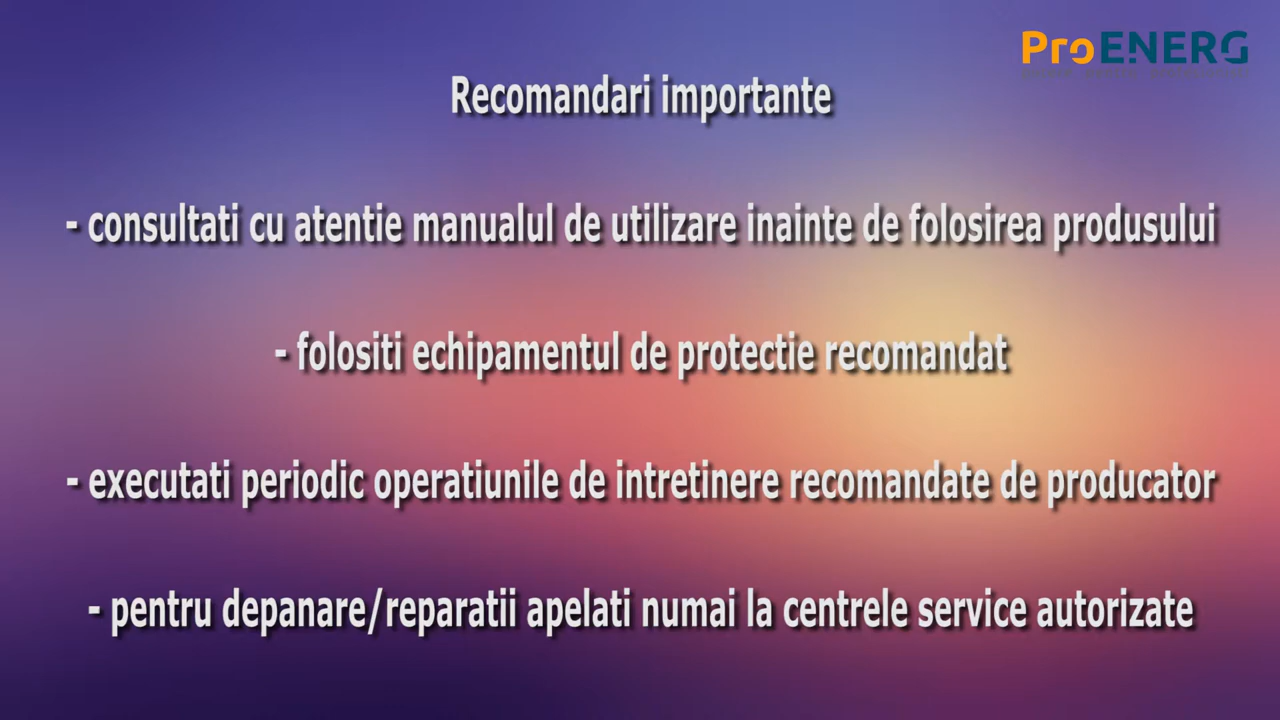 ProENERG
Recomandari importante
- consultati cu atentie manualul de utilizare inainte de folosirea produsului
- folositi echipamentul de protectie recomandat
- executati periodic operatiunile de intretinere recomandate de producator
- pentru depanare/reparatii apelati numai la centrele service autorizate